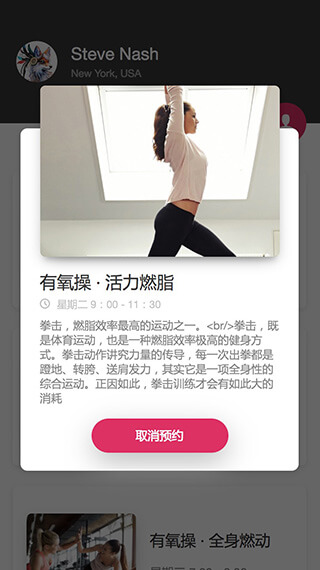 Steve Nash
New York, USA
有氧操 · 活力燃脂
星期二 9：00 - 11：30
拳击，燃脂效率最高的运动之一。<br/>拳击，既
是体育运动，也是一种燃脂效率极高的健身方
式。拳击动作讲究力量的传导，每一次出拳都是
蹬地、转胯、送肩发力，其实它是一项全身性的
综合运动。正因如此，拳击训练才会有如此大的
消耗
取消预约
有氧操 · 全身燃动